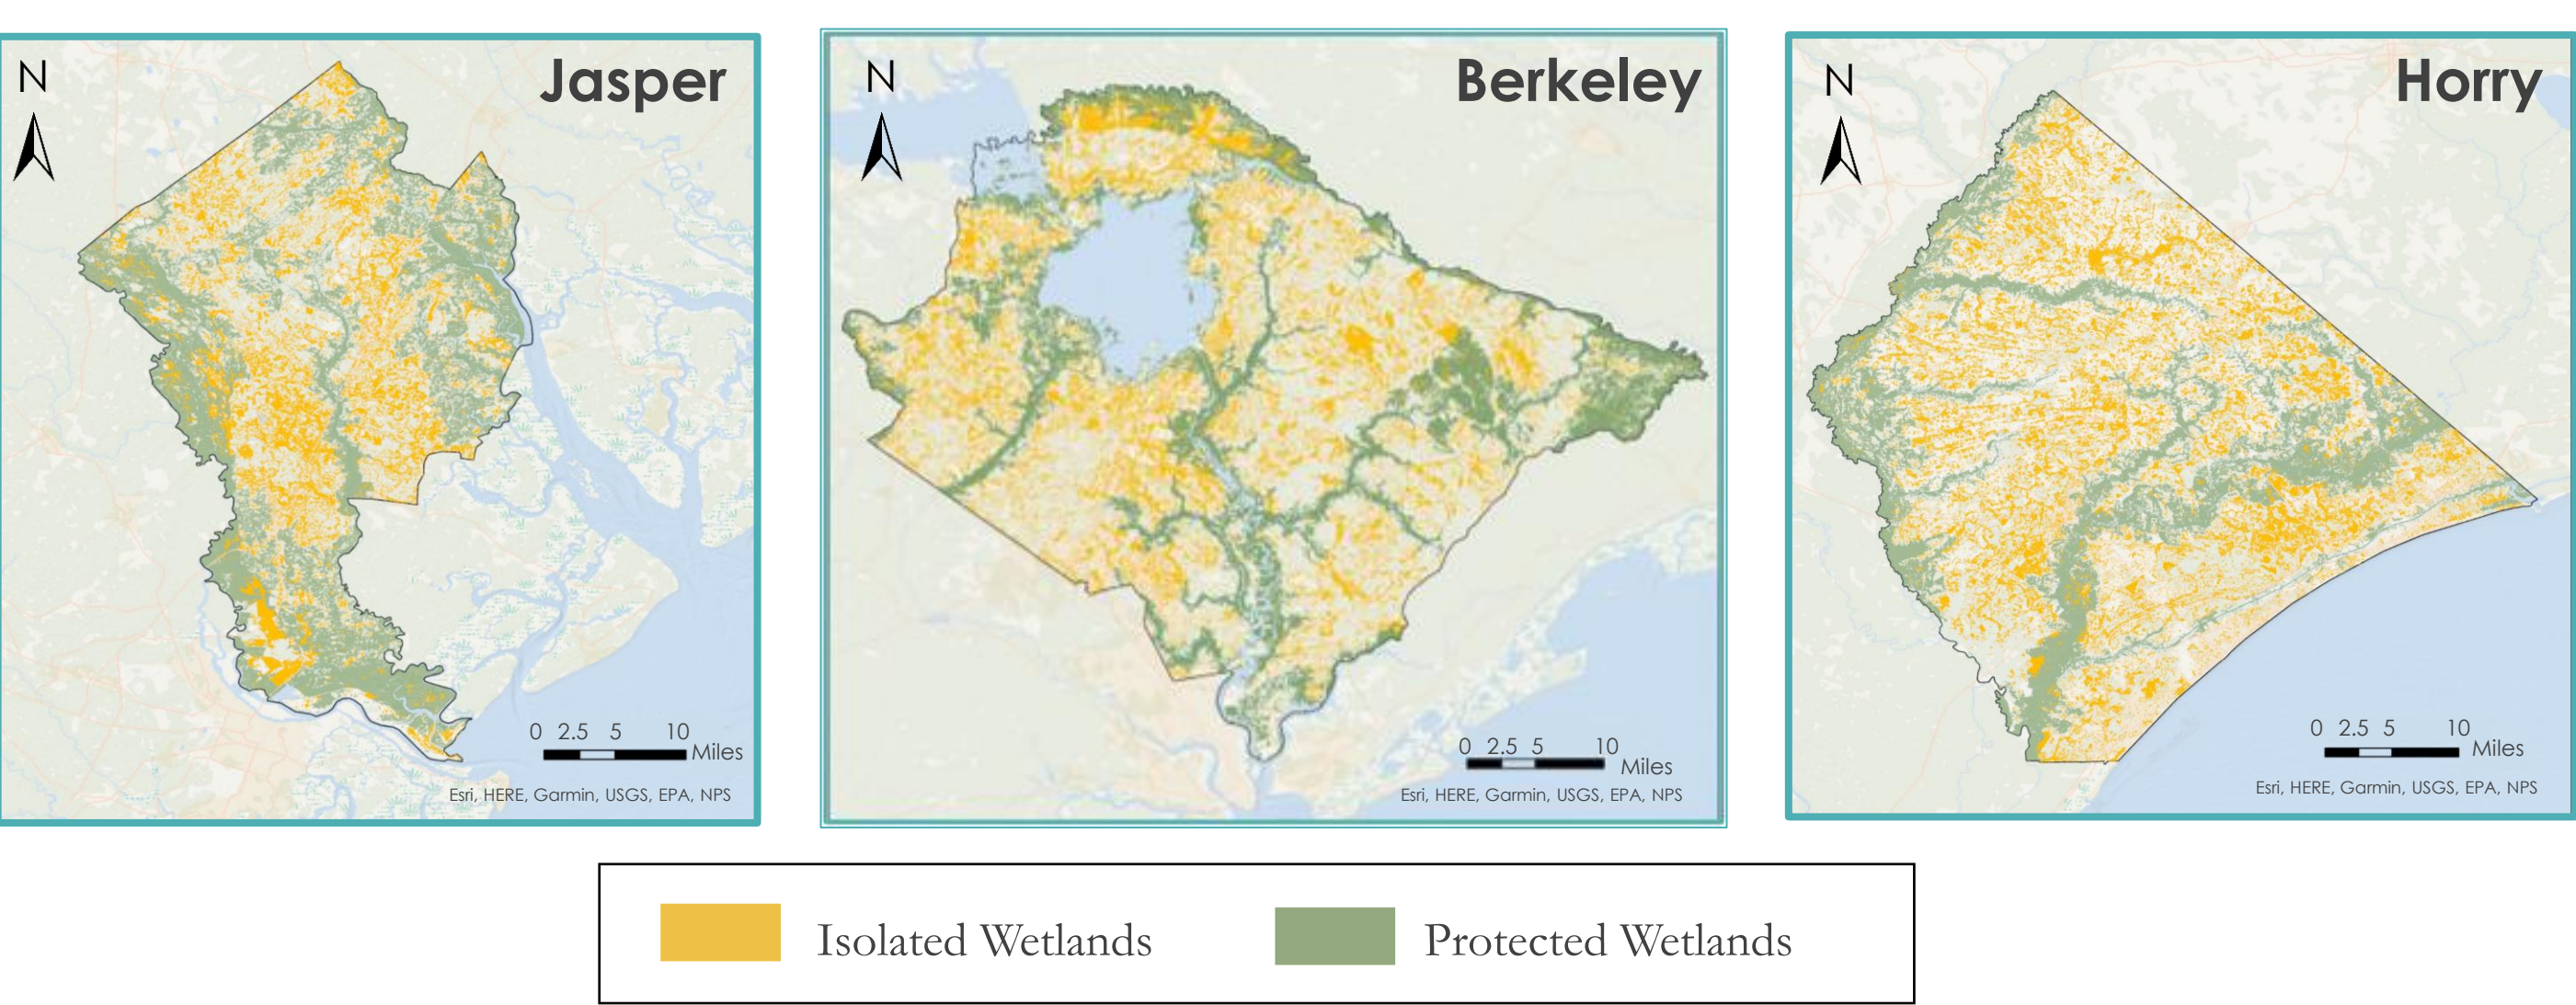 N
Jasper
0 2.5 5 10
Miles
Esri, HERE, Garmin, USGS, EPA, NPS
N
Berkeley
0 2.5 5 10
Miles
Esri, HERE, Garmin, USGS, EPA, NPS
N
Horry
0 2.5 5 10
Miles
Esri, HERE, Garmin, USGS, EPA, NPS
Isolated Wetlands
Protected Wetlands